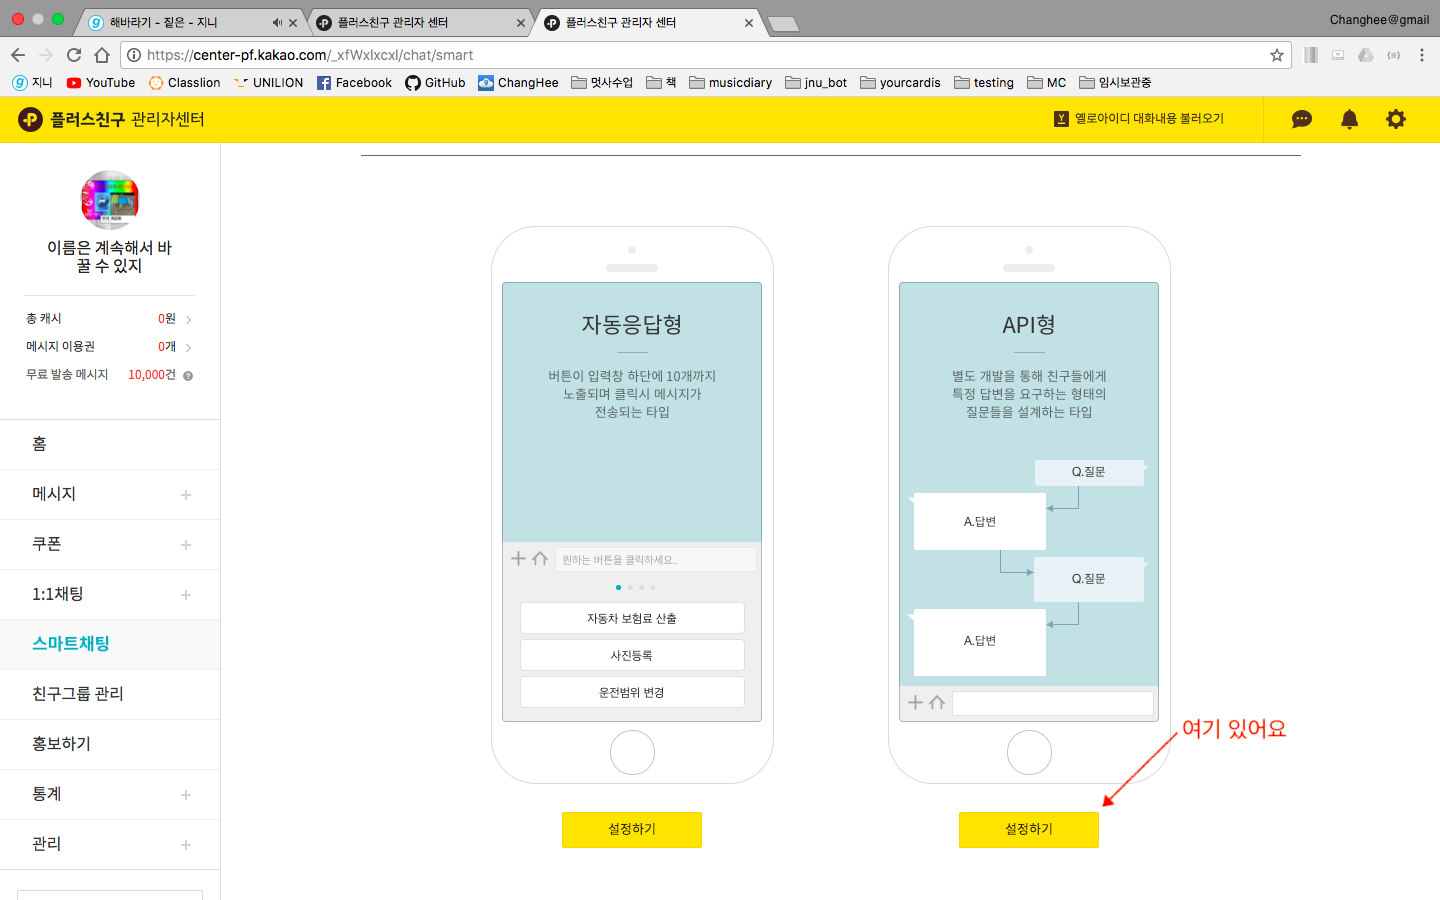 해바라기 - 짙은 - 지니
플러스친구 관리자 센터
플러스친구 관리자 센터
Changhee@gmail
https://center-pf.kakao.com/_xfWxlxcxl/chat/smart
지니
YouTube
Classlion
UNILION
Facebook
GitHub
ChangHee
멋사수업
책
musicdiary
jnu_bot
yourcardis
testing
MC
임시보관중
플러스친구 관리자센터
옐로아이디 대화내용 불러오기
이름은 계속해서 바
꿀 수 있지
총 캐시 0원
메시지 이용권 0개
무료 발송 메시지 10,000건
홈
메시지
쿠폰
1:1채팅
스마트채팅
친구그룹 관리
홍보하기
통계
관리
자동응답형
버튼이 입력창 하단에 10개까지
노출되며 클릭시 메시지가
전송되는 타입
원하는 버튼을 클릭하세요..
자동차 보험료 산출
사진등록
운전범위 변경
설정하기
API형
별도 개발을 통해 친구들에게
특정 답변을 요구하는 형태의
질문들을 설계하는 타입
Q.질문
A.답변
Q.질문
A.답변
여기 있어요
설정하기